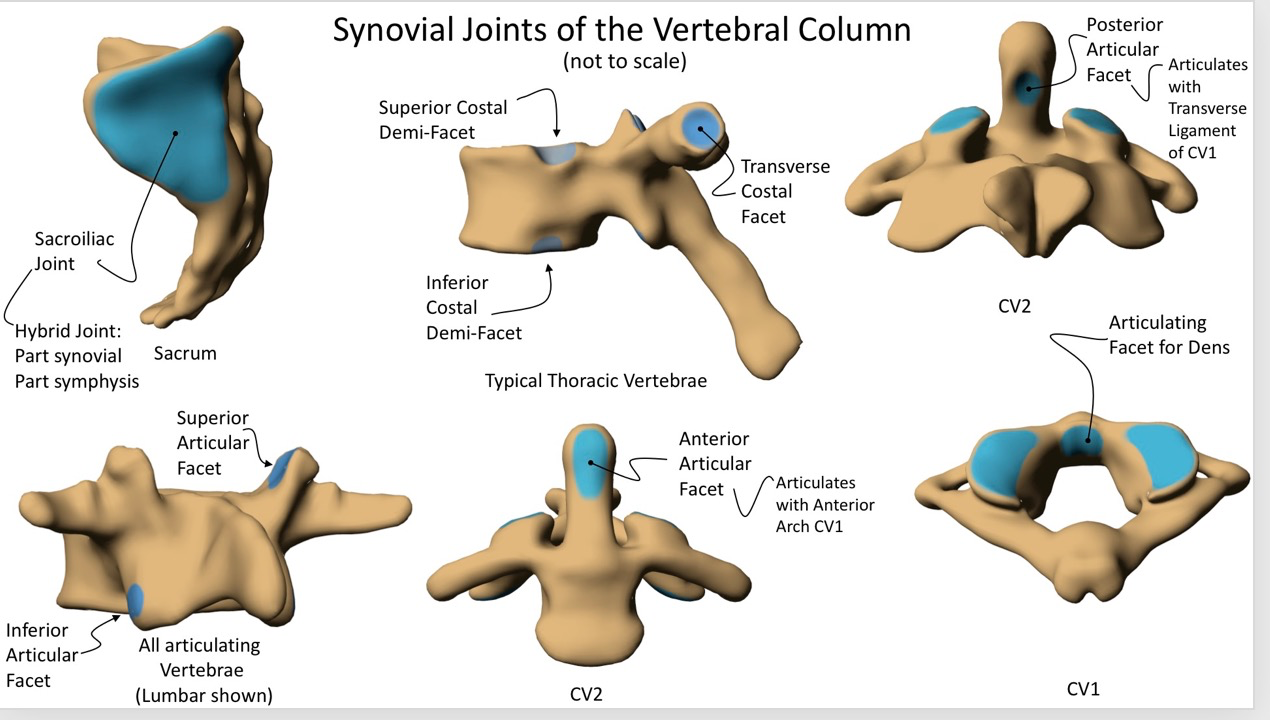 Synovial Joints of the Vertebral Column
(not to scale)
Sacroiliac
Joint
Hybrid Joint:
Part synovial
Part symphysis
Sacrum
Superior Costal
Demi-Facet
Transverse
Costal
Facet
Inferior
Costal
Demi-Facet
Typical Thoracic Vertebrae
Posterior
Articular
Facet
Articulates
with
Transverse
Ligament
of CV1
CV2
Superior
Articular
Facet
Inferior
Articular
Facet
All articulating
Vertebrae
(Lumbar shown)
Anterior
Articular
Facet
Articulates
with Anterior
Arch CV1
CV2
Articulating
Facet for Dens
CV1